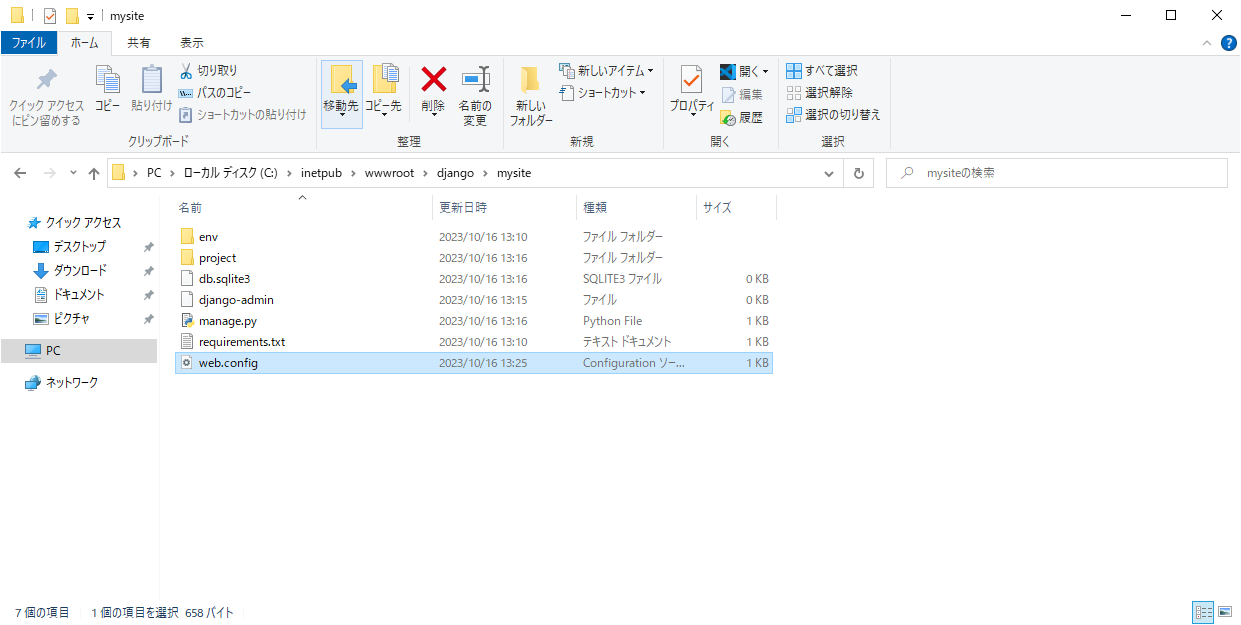 mysite
ファイル ホーム 共有 表示
クイック アクセス
にピン留めする
コピー
貼り付け
切り取り
パスのコピー
ショートカットの貼り付け
クリップボード
移動先
コピー先
削除
名前の
変更
整理
新しい
フォルダー
新しいアイテム
ショートカット
新規
プロパティ
開く
編集
履歴
開く
すべて選択
選択解除
選択の切り替え
選択
PC › ローカル ディスク (C:) › inetpub › wwwroot › django › mysite
mysiteの検索
クイック アクセス
デスクトップ
ダウンロード
ドキュメント
ピクチャ
PC
ネットワーク
名前 更新日時 種類 サイズ
env 2023/10/16 13:10 ファイル フォルダー
project 2023/10/16 13:16 ファイル フォルダー
db.sqlite3 2023/10/16 13:16 SQLITE3 ファイル 0 KB
django-admin 2023/10/16 13:15 ファイル 0 KB
manage.py 2023/10/16 13:16 Python File 1 KB
requirements.txt 2023/10/16 13:10 テキスト ドキュメント 1 KB
web.config 2023/10/16 13:25 Configuration ソー... 1 KB
7 個の項目 1 個の項目を選択 658 バイト